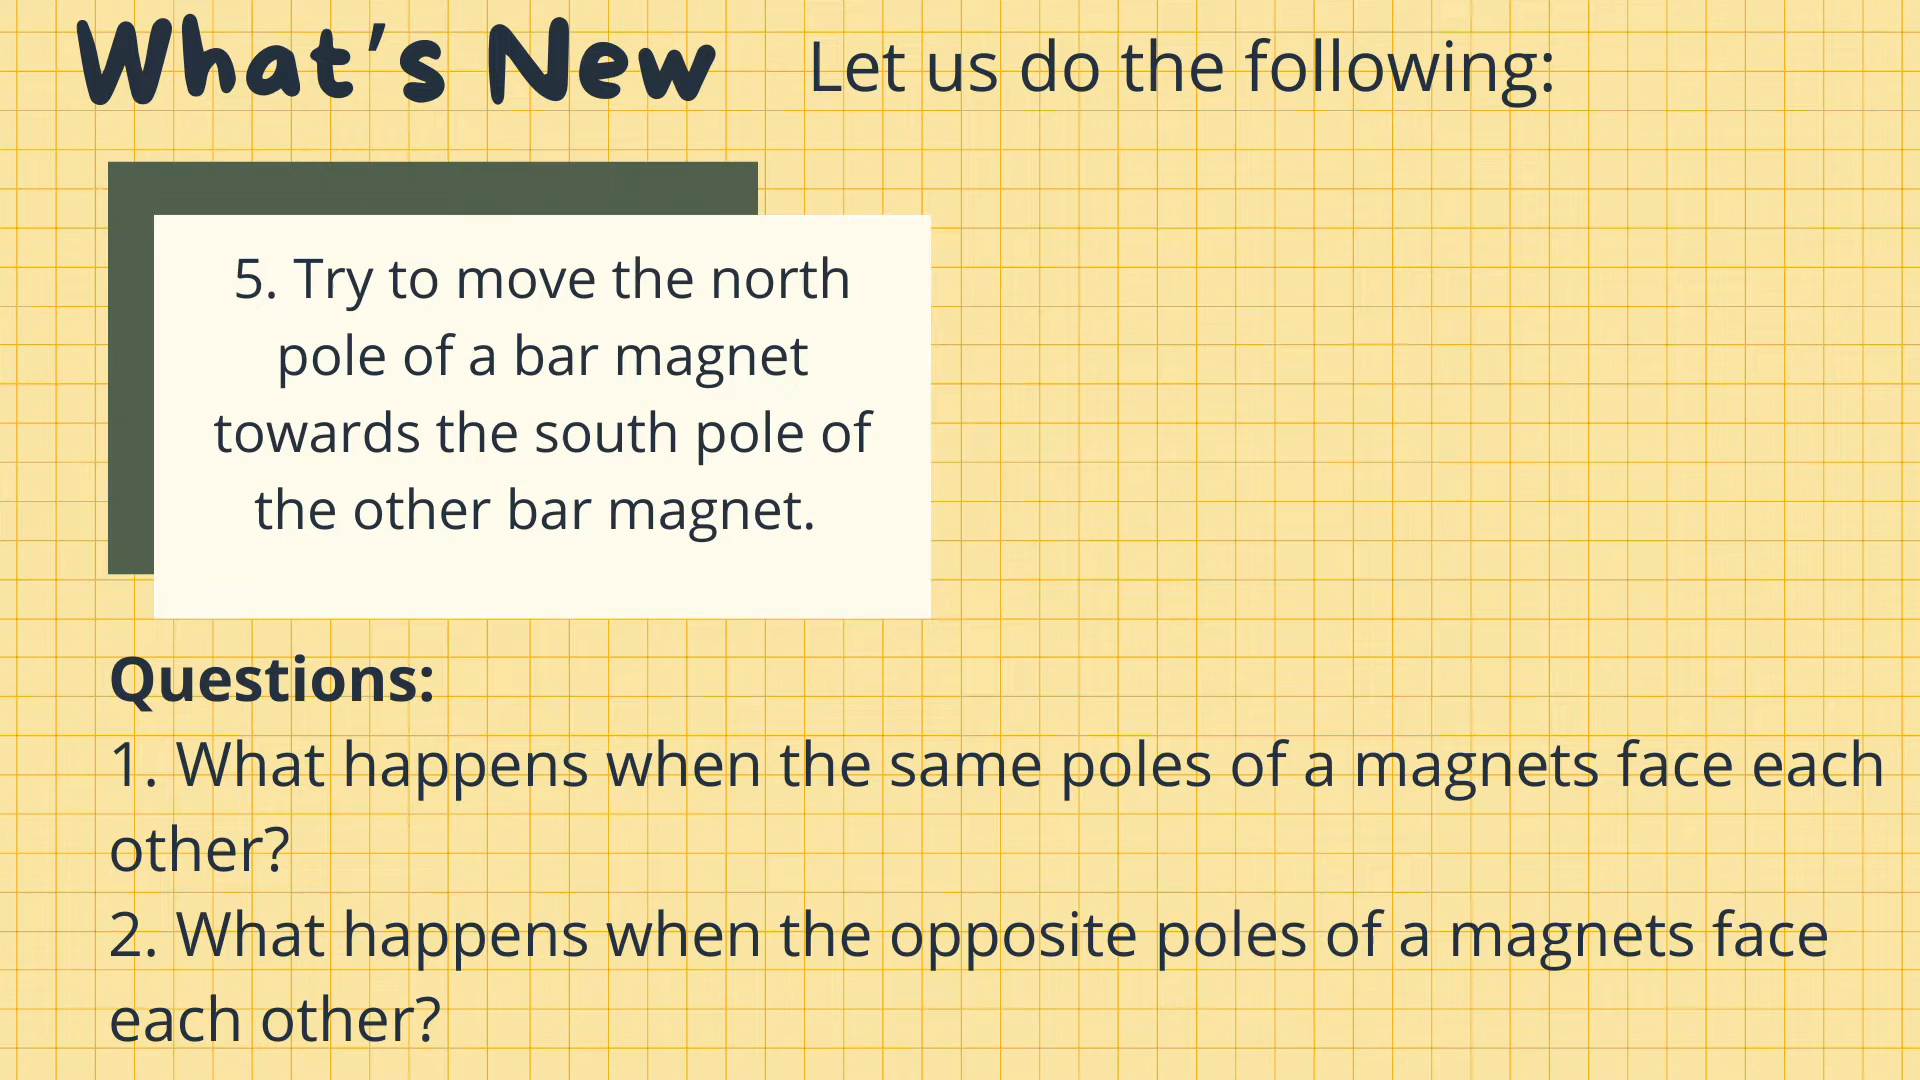 What's New
Let us do the following:
5. Try to move the north
pole of a bar magnet
towards the south pole of
the other bar magnet.
Questions:
1. What happens when the same poles of a magnets face each
other?
2. What happens when the opposite poles of a magnets face
each other?